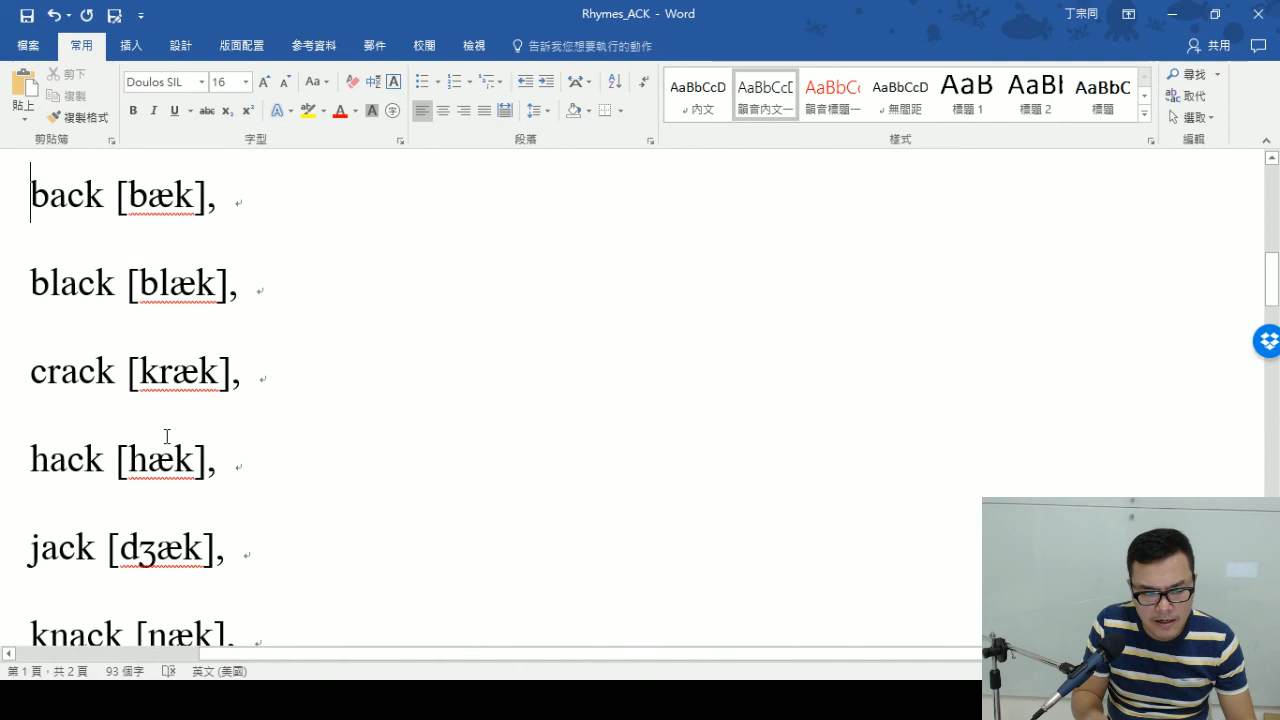 Rhymes_ACK - Word
丁宗同
檔案 常用 插入 設計 版面配置 參考資料 郵件 校閱 檢視 告訴我您想要執行的動作 共用
貼上 剪下 複製 複製格式
Doulos SIL 16
AaBbCcD AaBbCcD AaBbCc AaBbCcD AaB AaBl AaBbC
內文 韻音內文一 韻音標題一 無間距 標題 1 標題 2 標題
尋找 取代 選取
剪貼簿 字型 段落 樣式 編輯
back [bæk],
black [blæk],
crack [kræk],
hack [hæk],
jack [dʒæk],
knack [næk],
第 1 頁，共 2 頁 93 個字 英文 (美國)